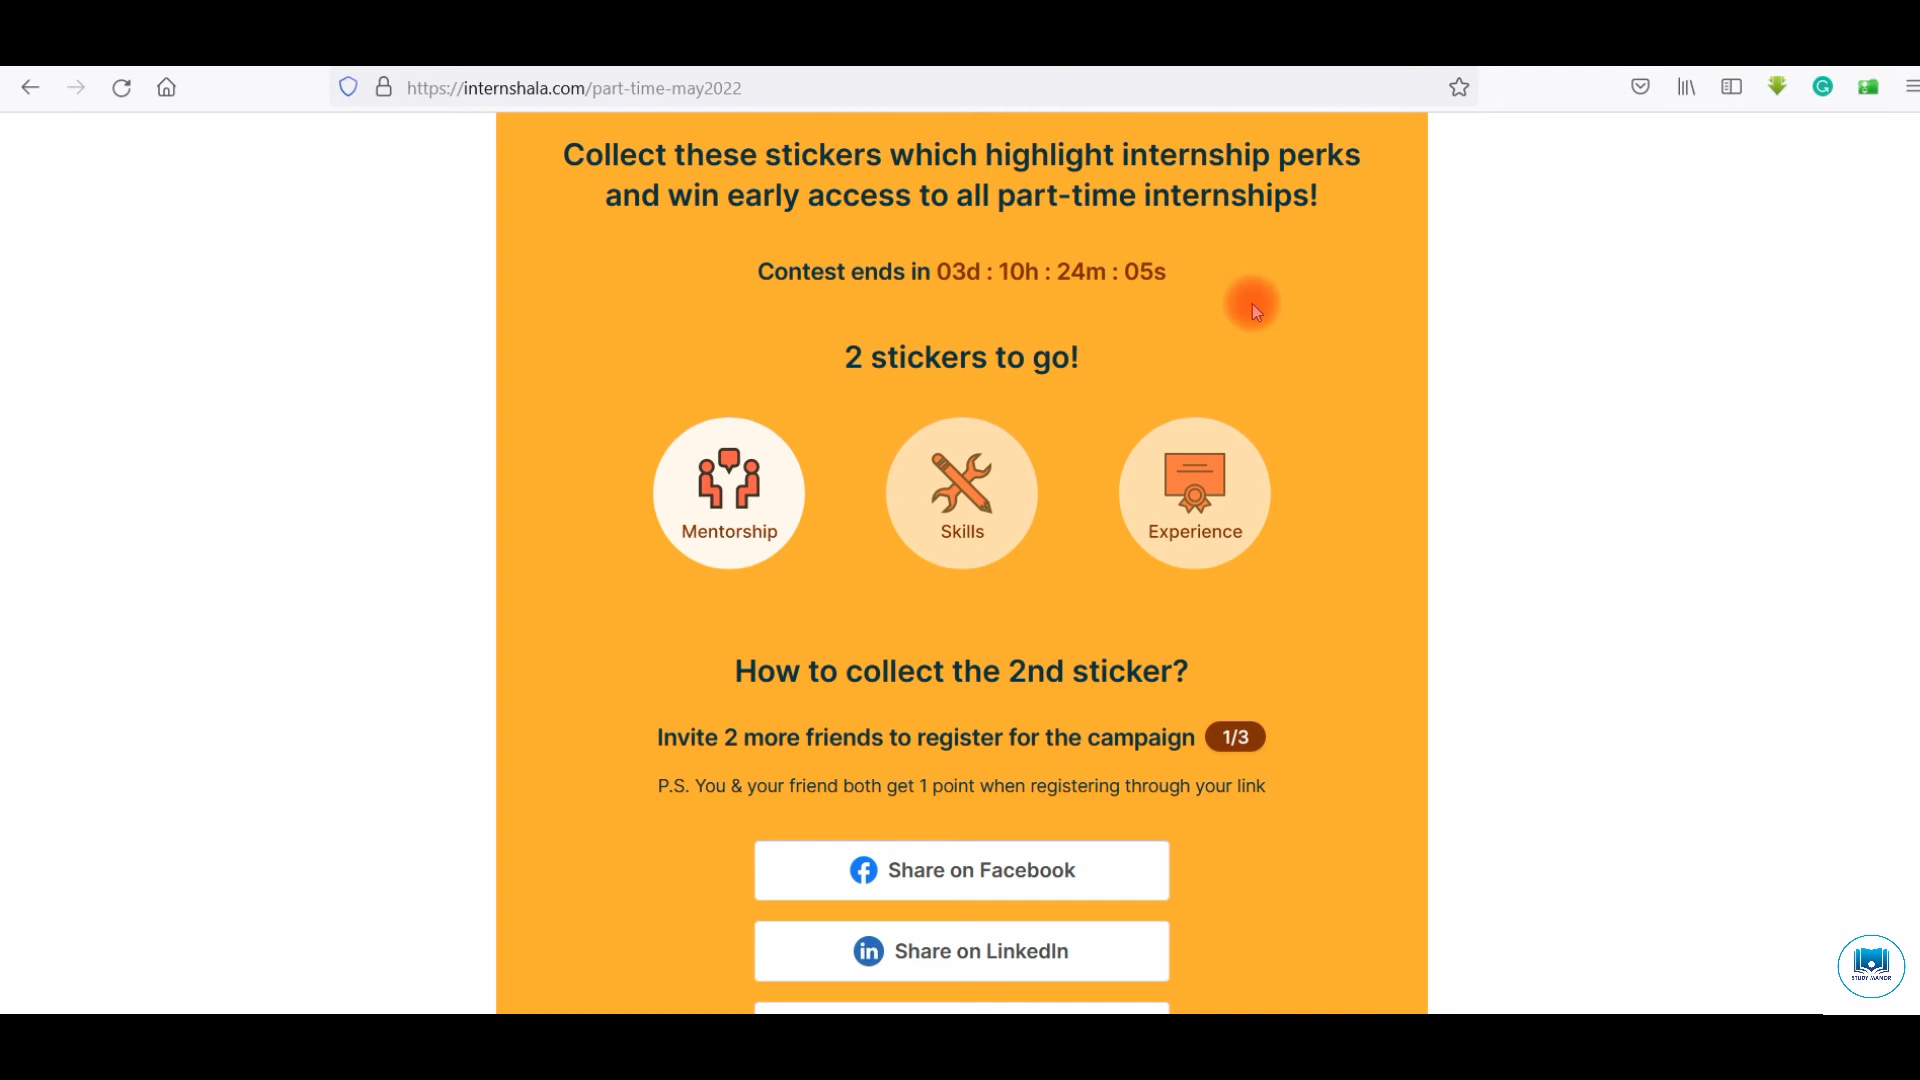 https://internshala.com/part-time-may2022
Collect these stickers which highlight internship perks
and win early access to all part-time internships!
Contest ends in 03d : 10h : 24m : 05s
2 stickers to go!
Mentorship
Skills
Experience
How to collect the 2nd sticker?
Invite 2 more friends to register for the campaign 1/3
P.S. You & your friend both get 1 point when registering through your link
Share on Facebook
in Share on LinkedIn
STUDY MANOR